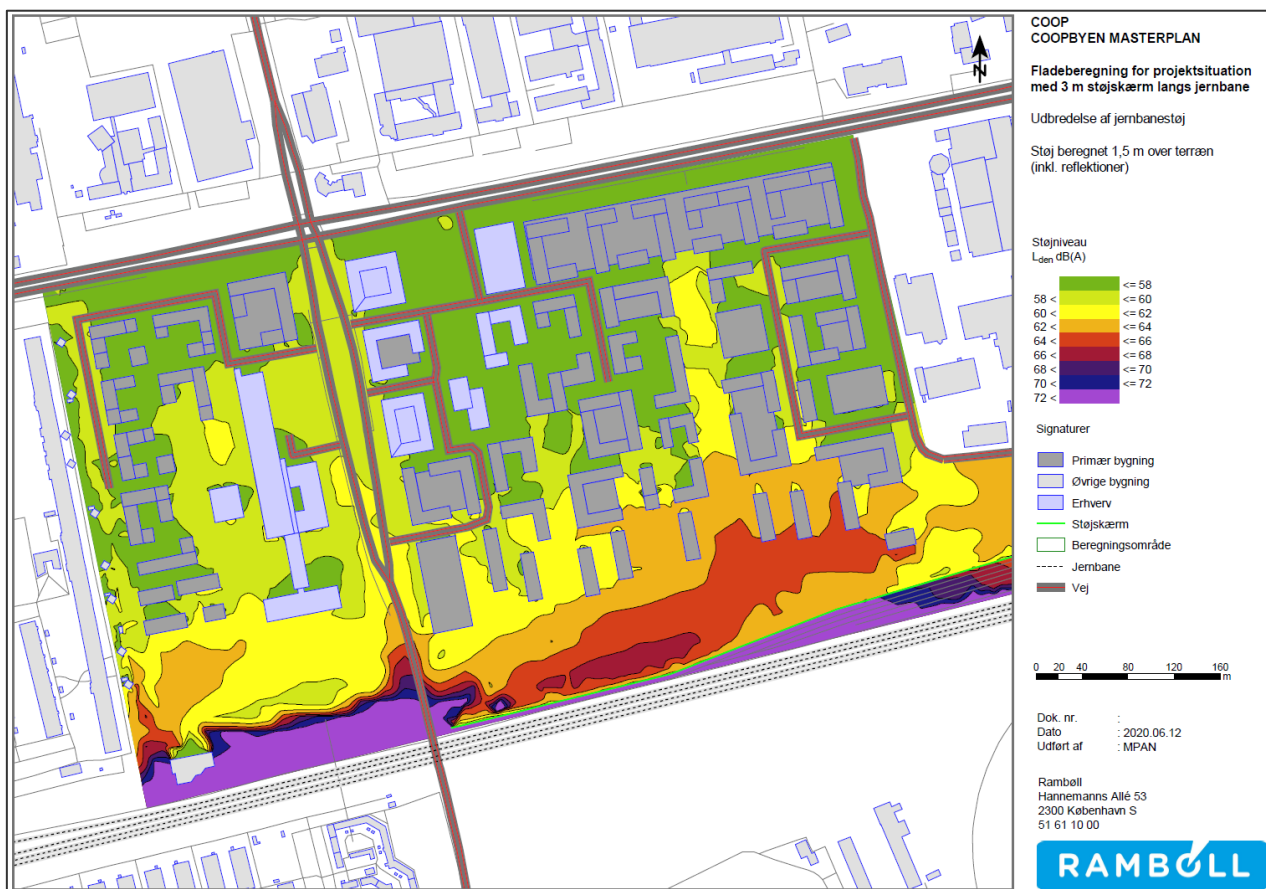 COOP
COOPBYEN MASTERPLAN
Fladeberegning for projektsituation
med 3 m støjskærm langs jernbane
Udbredelse af jernbanestøj
Støj beregnet 1,5 m over terræn
(inkl. reflektioner)
N
Støjniveau
Lden dB(A)
<= 58
58 < <= 60
60 < <= 62
62 < <= 64
64 < <= 66
66 < <= 68
68 < <= 70
70 < <= 72
72 <
Signaturer
Primær bygning
Øvrige bygning
Erhverv
Støjskærm
Beregningsområde
Jernbane
Vej
0 20 40 80 120 160
m
Dok. nr. :
Dato : 2020.06.12
Udført af : MPAN
Rambøll
Hannemanns Allé 53
2300 København S
51 61 10 00
RAMBOLL